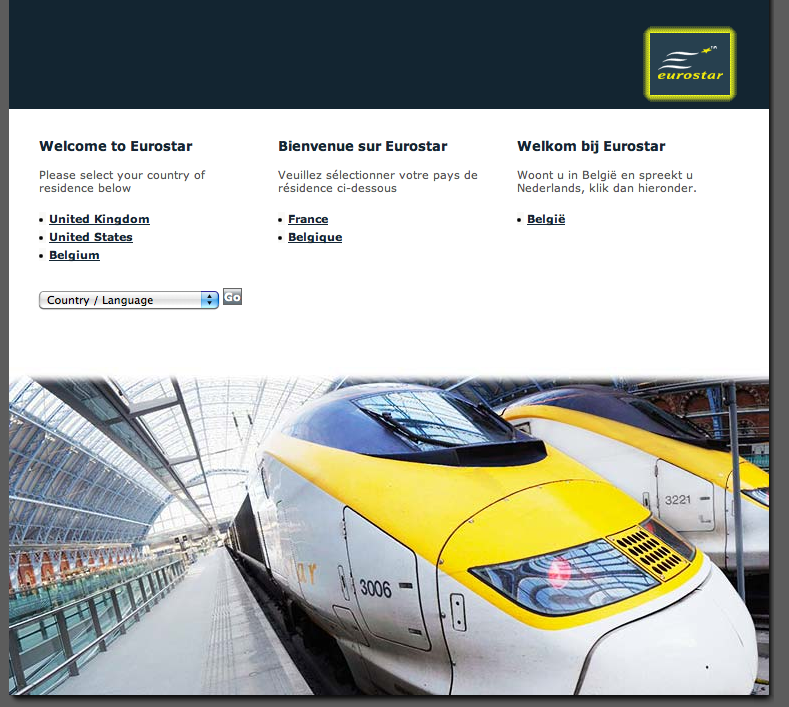 eurostar
TM
Welcome to Eurostar
Please select your country of
residence below
• United Kingdom
• United States
• Belgium
Country / Language
Go
Bienvenue sur Eurostar
Veuillez sélectionner votre pays de
résidence ci-dessous
• France
• Belgique
Welkom bij Eurostar
Woont u in België en spreekt u
Nederlands, klik dan hieronder.
• België
3221
3006